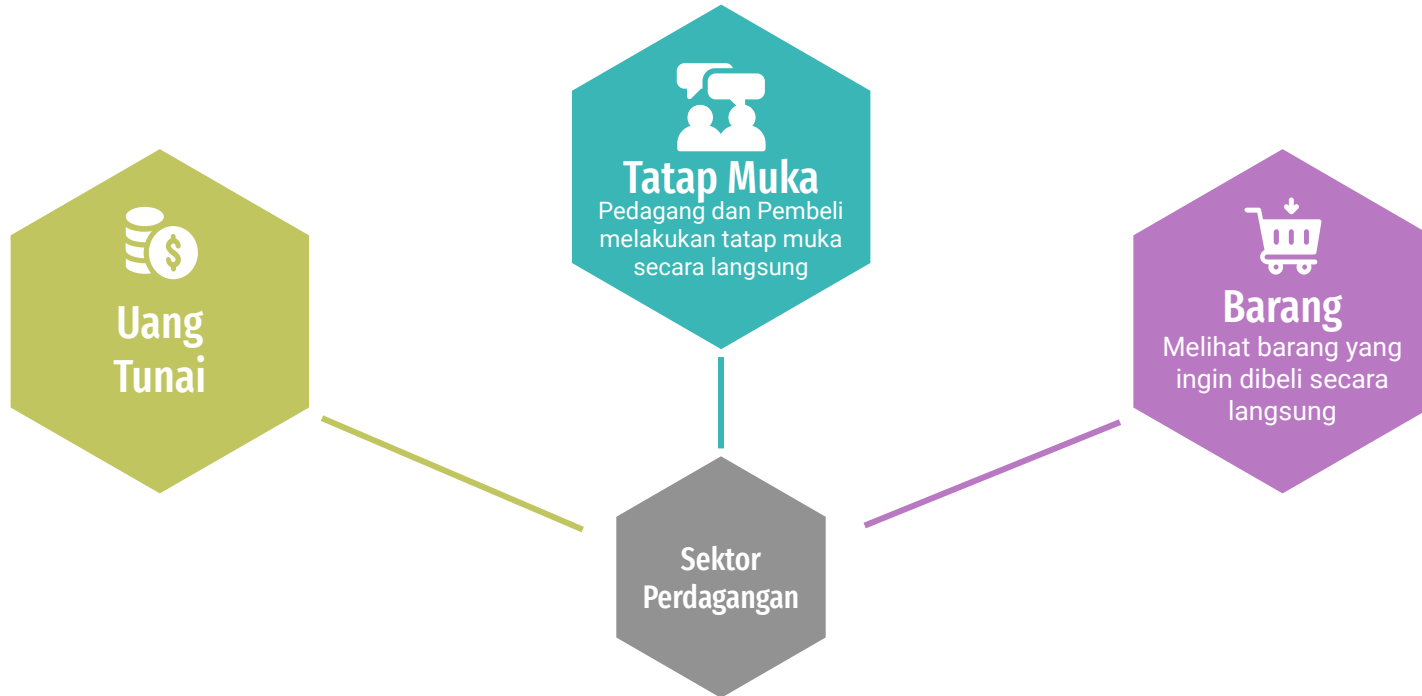 Uang
Tunai
Tatap Muka
Pedagang dan Pembeli
melakukan tatap muka
secara langsung
Barang
Melihat barang yang
ingin dibeli secara
langsung
Sektor
Perdagangan